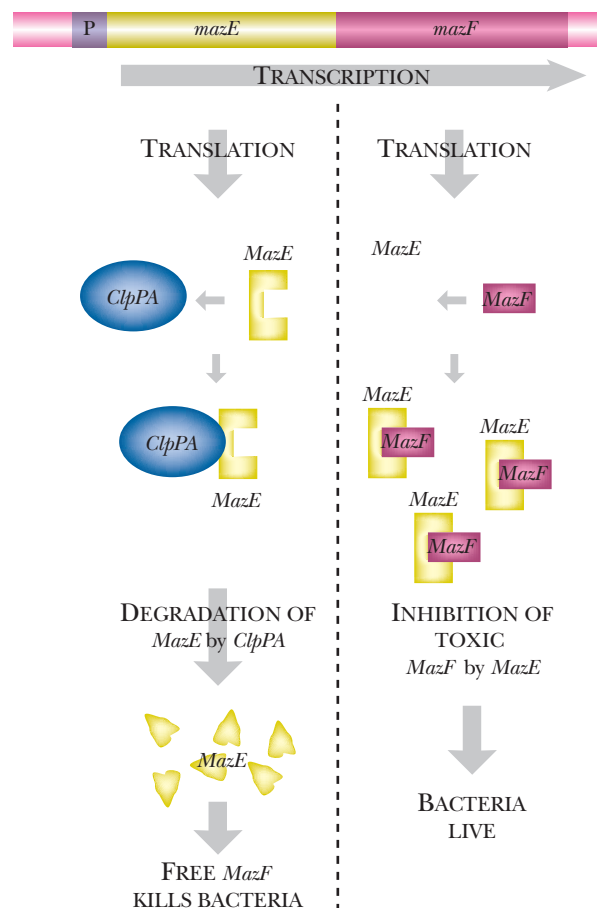 P mazE mazF
TRANSCRIPTION
TRANSLATION
MazE
ClpPA
ClpPA
MazE
DEGRADATION OF
MazE by ClpPA
MazE
FREE MazF
KILLS BACTERIA
TRANSLATION
MazE
MazF
MazE
MazF
MazE
MazF
MazE
MazF
INHIBITION OF
TOXIC
MazF by MazE
BACTERIA
LIVE